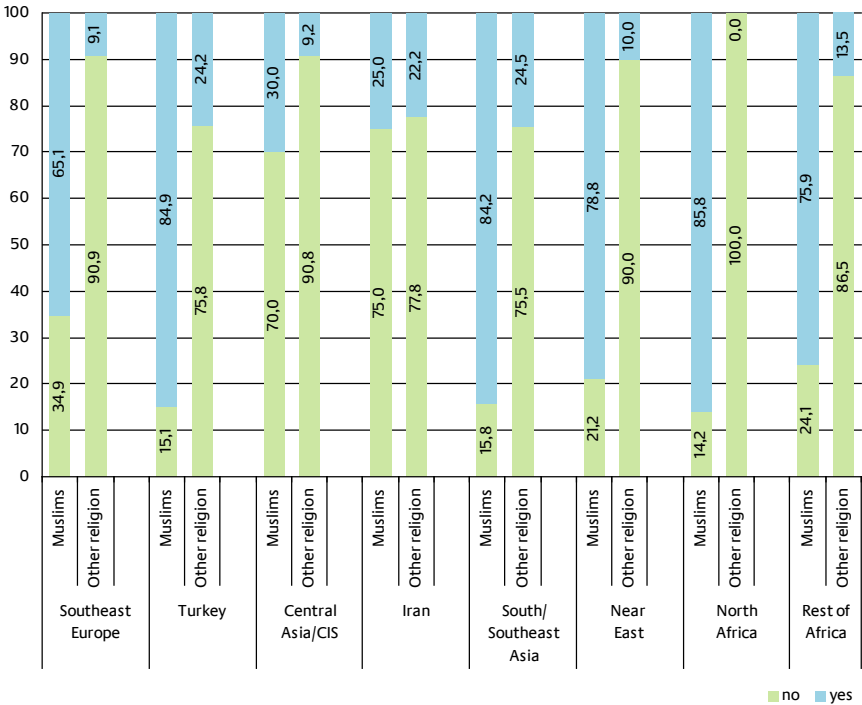 100
90
80
70
60
50
40
30
20
10
0
65,1
34,9
9,1
90,9
84,9
15,1
24,2
75,8
30,0
70,0
9,2
90,8
25,0
75,0
22,2
77,8
84,2
15,8
24,5
75,5
78,8
21,2
10,0
90,0
85,8
14,2
0,0
100,0
75,9
24,1
13,5
86,5
Muslims
Other religion
Muslims
Other religion
Muslims
Other religion
Muslims
Other religion
Muslims
Other religion
Muslims
Other religion
Muslims
Other religion
Muslims
Other religion
Southeast
Europe
Turkey
Central
Asia/CIS
Iran
South/
Southeast
Asia
Near
East
North
Africa
Rest of
Africa
no yes